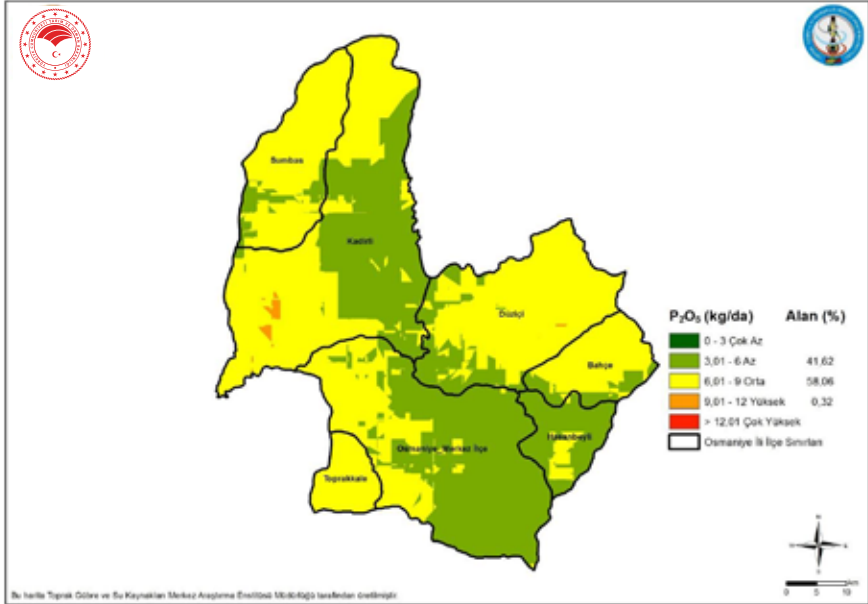 Sumbas
Kadirli
Düziçi
Bahçe
Hasanbeyli
Osmaniye_Merkez İlçe
Toprakkale
P₂O₅ (kg/da) Alan (%)
0 - 3 Çok Az
3,01 - 6 Az 41,62
6,01 - 9 Orta 58,06
9,01 - 12 Yüksek 0,32
> 12,01 Çok Yüksek
Osmaniye İli İlçe Sınırları
0 5 10 Km
Bu harita Toprak Gübre ve Su Kaynakları Merkez Araştırma Enstitüsü Müdürlüğü tarafından üretilmiştir.